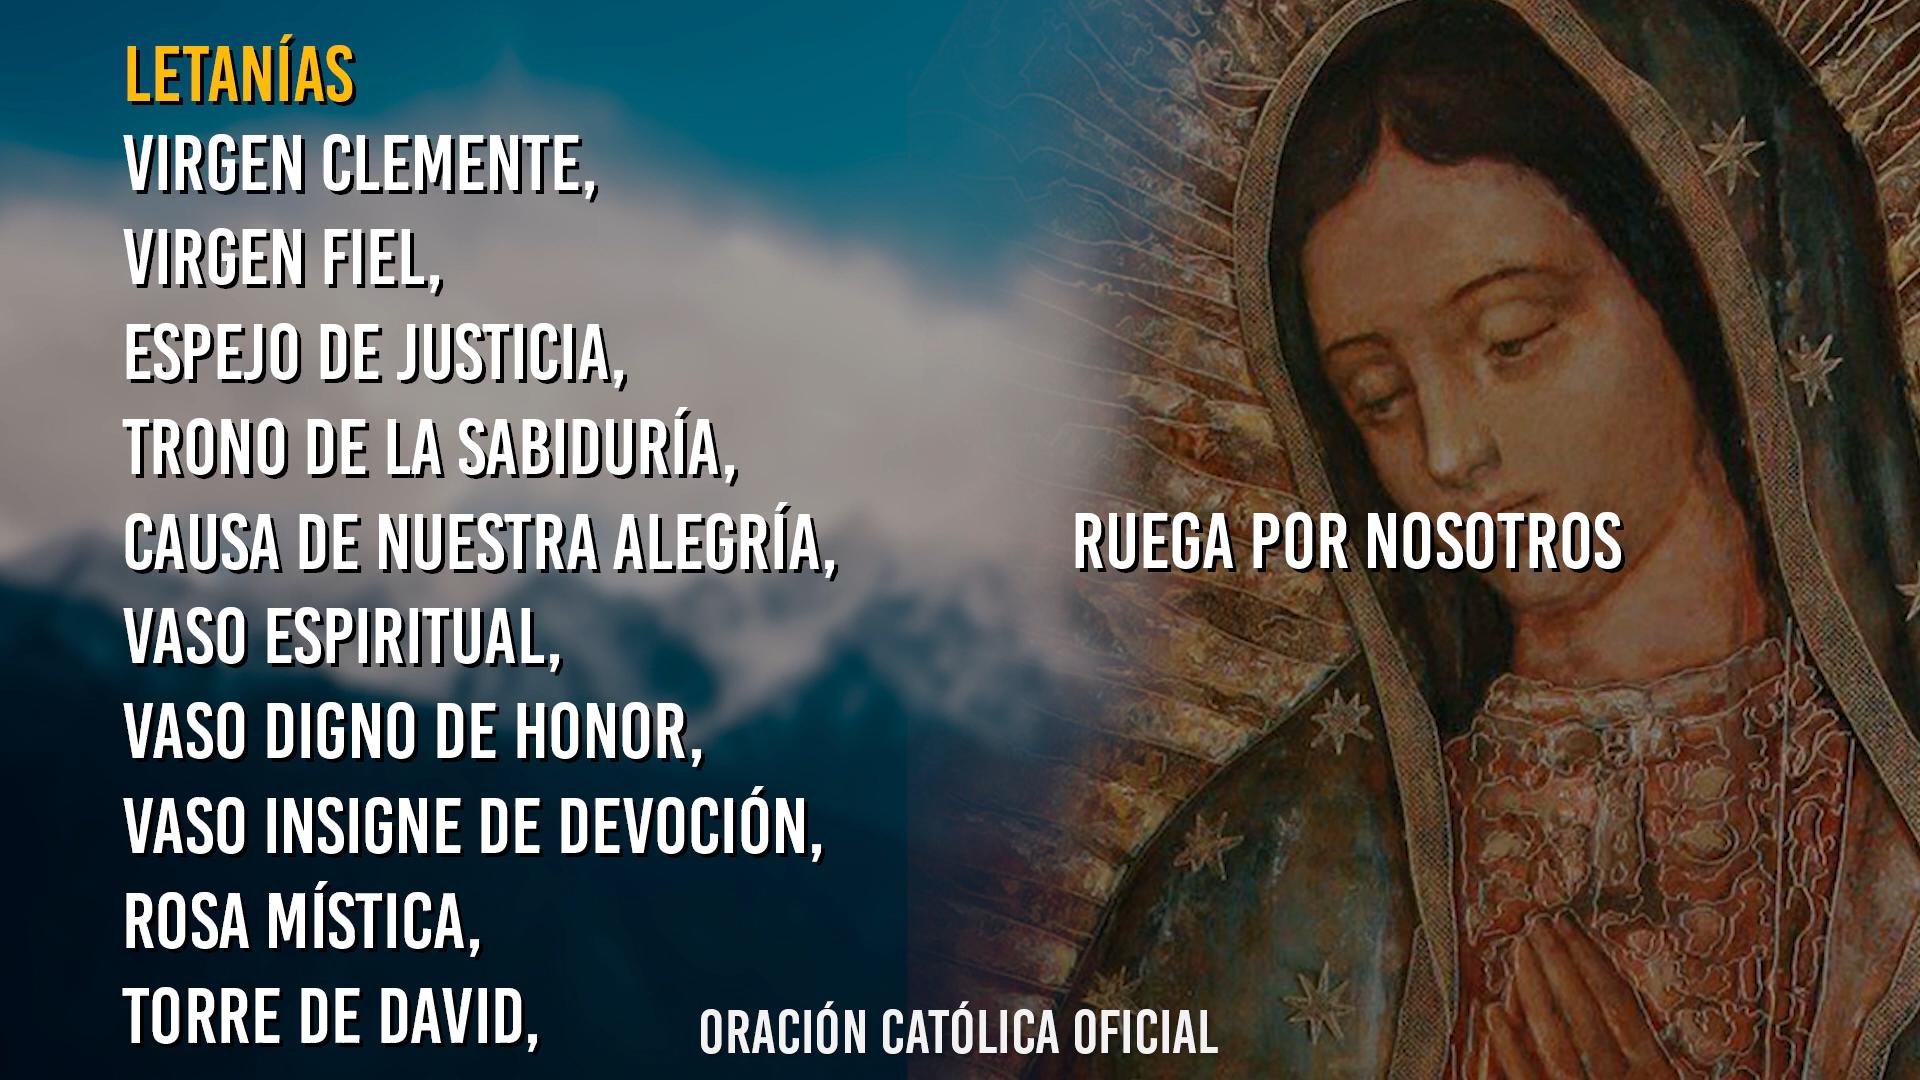 LETANÍAS
VIRGEN CLEMENTE,
VIRGEN FIEL,
ESPEJO DE JUSTICIA,
TRONO DE LA SABIDURÍA,
CAUSA DE NUESTRA ALEGRÍA,
RUEGA POR NOSOTROS
VASO ESPIRITUAL,
VASO DIGNO DE HONOR,
VASO INSIGNE DE DEVOCIÓN,
ROSA MÍSTICA,
TORRE DE DAVID,
ORACIÓN CATÓLICA OFICIAL